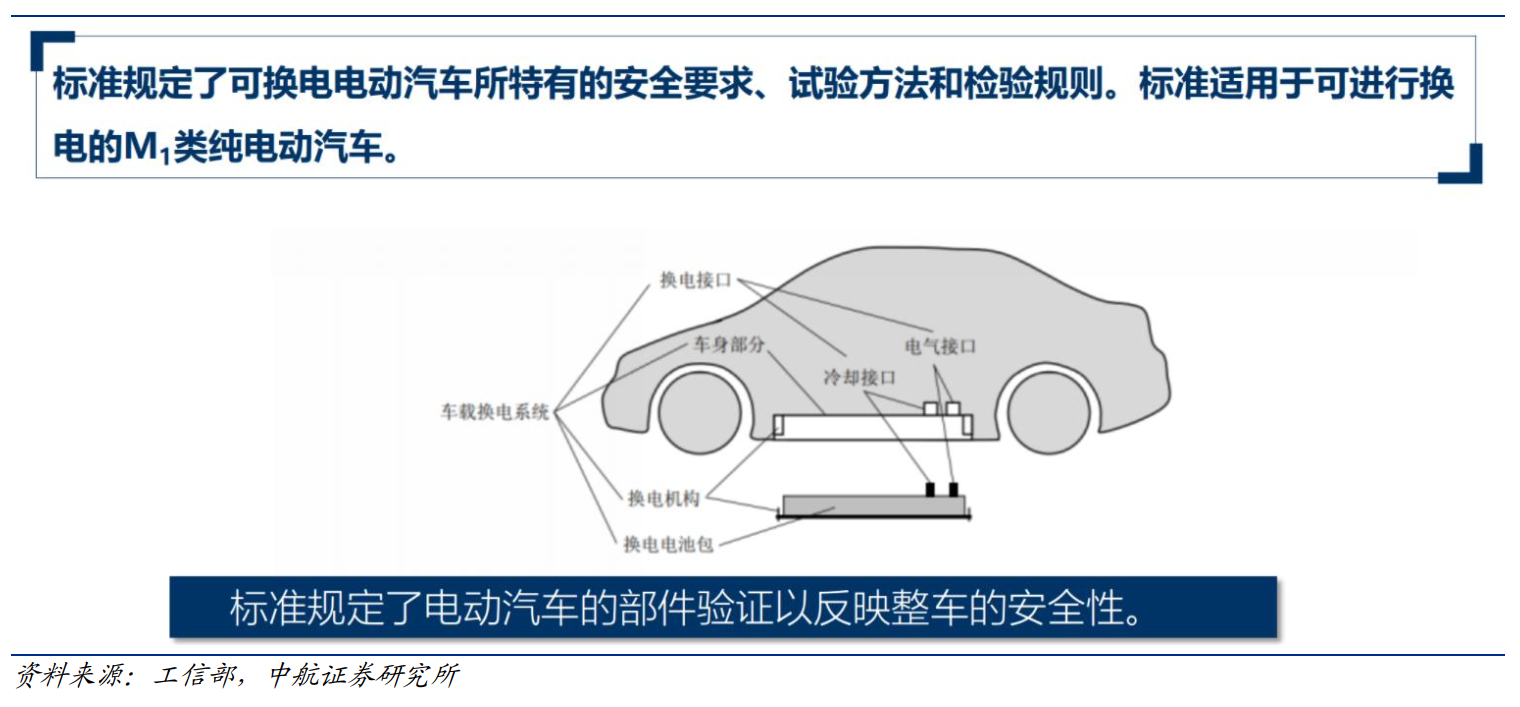 标准规定了可换电电动汽车所特有的安全要求、试验方法和检验规则。标准适用于可进行换
电的M₁类纯电动汽车。
换电接口
车身部分
电气接口
冷却接口
车载换电系统
换电机构
换电电池包
标准规定了电动汽车的部件验证以反映整车的安全性。
资料来源：工信部，中航证券研究所